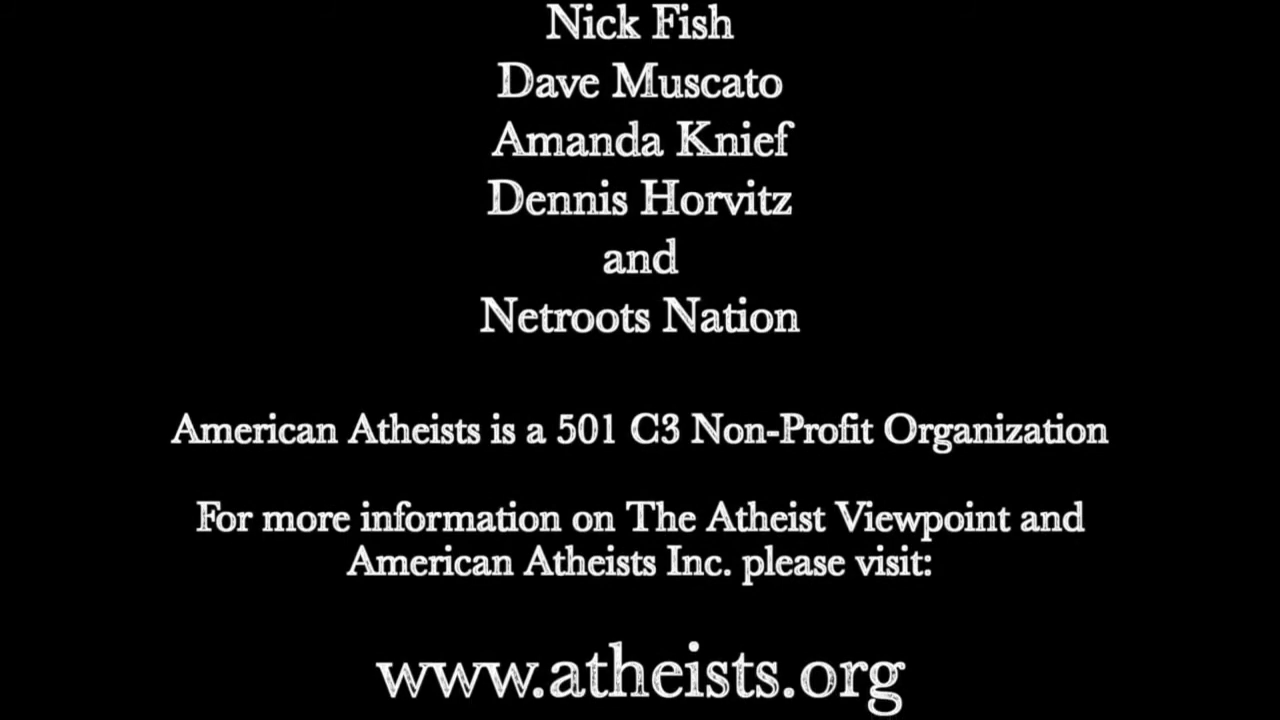 Nick Fish
Dave Muscato
Amanda Knief
Dennis Horvitz
and
Netroots Nation
American Atheists is a 501 C3 Non-Profit Organization
For more information on The Atheist Viewpoint and
American Atheists Inc. please visit:
www.atheists.org